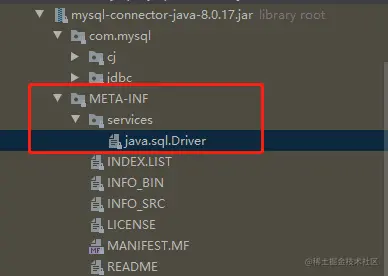 mysql-connector-java-8.0.17.jar library root
com.mysql
cj
jdbc
META-INF
services
java.sql.Driver
INDEX.LIST
INFO_BIN
INFO_SRC
LICENSE
MANIFEST.MF
README
@稀土掘金技术社区